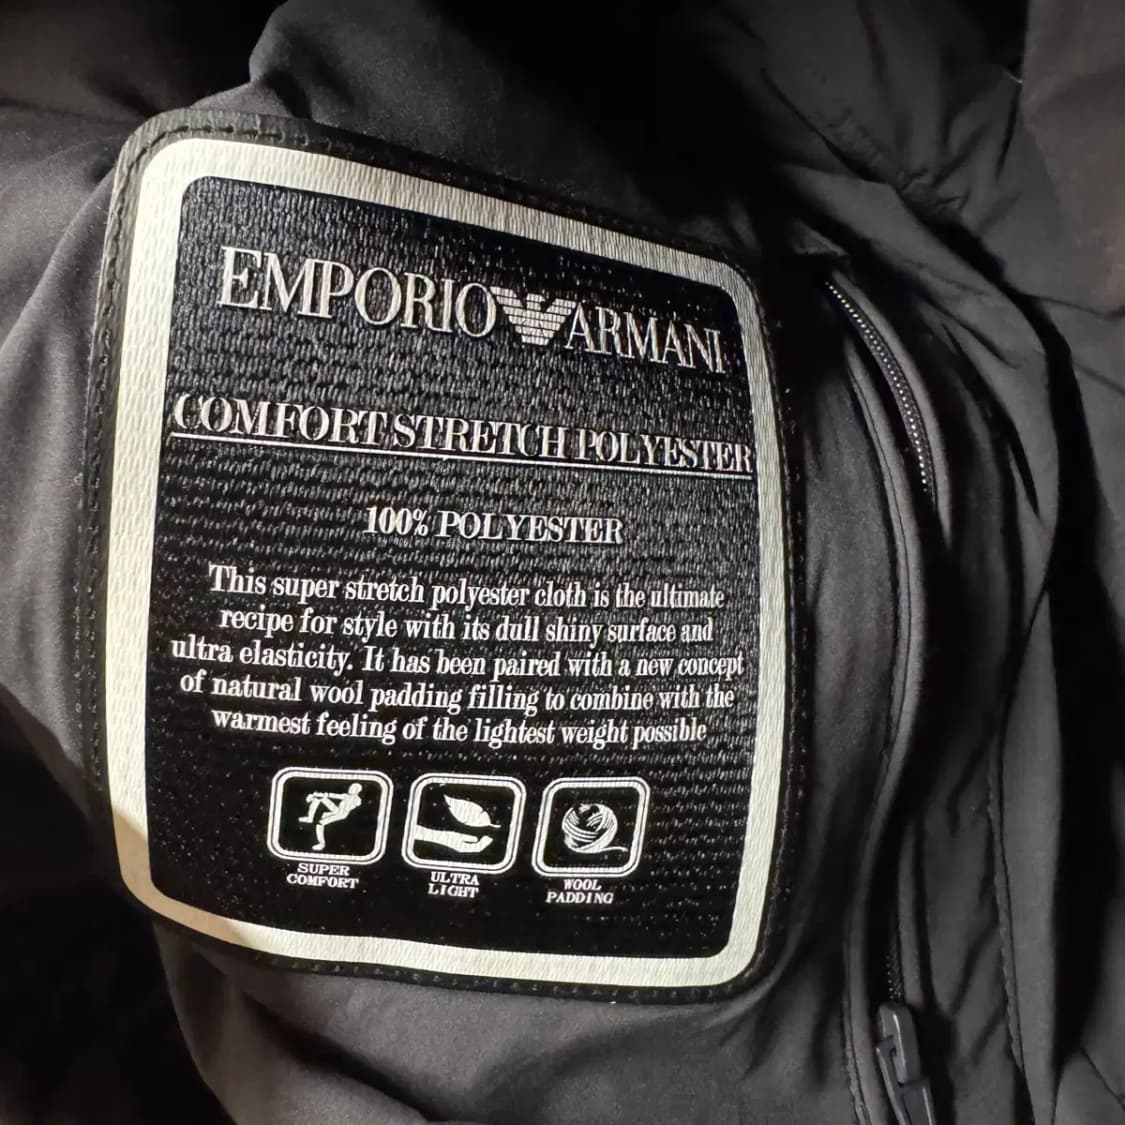 EMPORIO ARMANI
COMFORT STRETCH POLYESTER
100% POLYESTER
This super stretch polyester cloth is the ultimate
recipe for style with its dull shiny surface and
ultra elasticity. It has been paired with a new concept
of natural wool padding filling to combine with the
warmest feeling of the lightest weight possible
SUPER
COMFORT
ULTRA
LIGHT
WOOL
PADDING